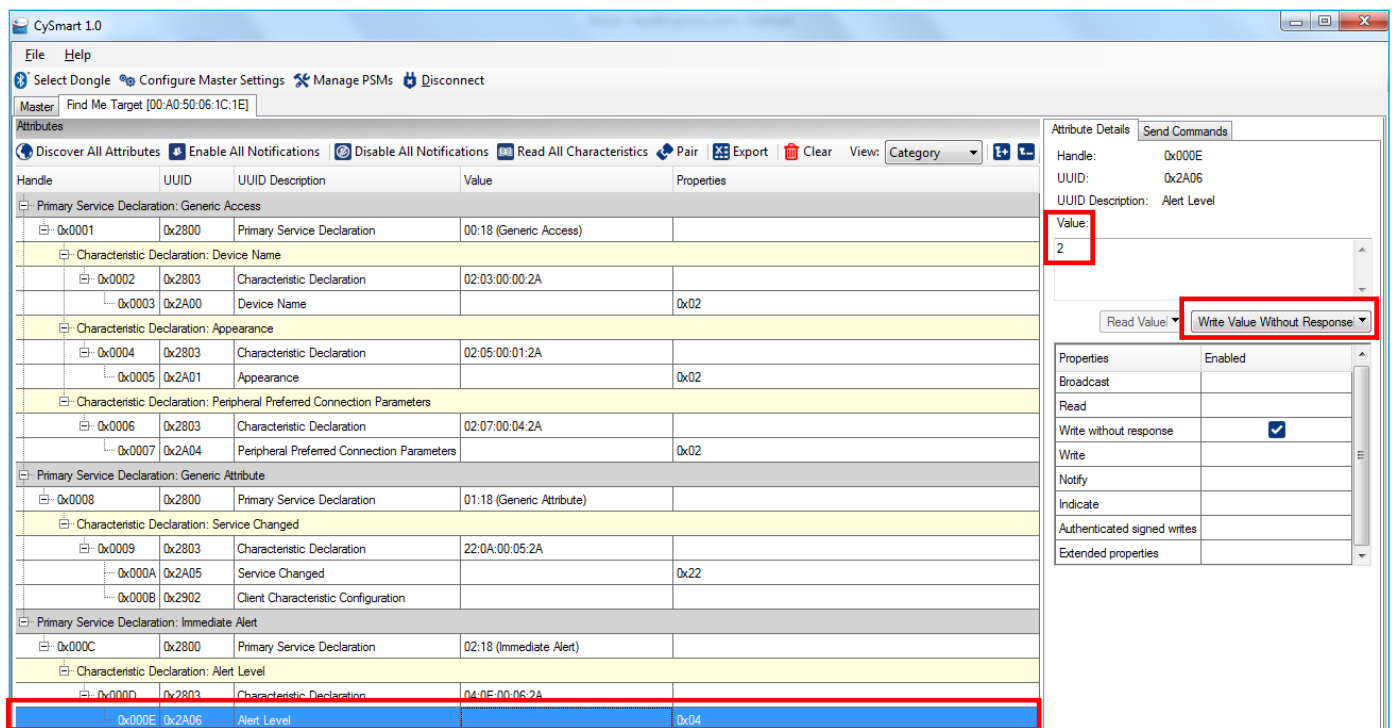 CySmart 1.0
File Help
Select Dongle Configure Master Settings Manage PSMs Disconnect
Master Find Me Target [00:A0:50:06:1C:1E]
Attributes
Discover All Attributes Enable All Notifications Disable All Notifications Read All Characteristics Pair Export Clear View: Category
Handle UUID UUID Description Value Properties
Primary Service Declaration: Generic Access
0x0001 0x2800 Primary Service Declaration 00:18 (Generic Access)
Characteristic Declaration: Device Name
0x0002 0x2803 Characteristic Declaration 02:03:00:00:2A
0x0003 0x2A00 Device Name 0x02
Characteristic Declaration: Appearance
0x0004 0x2803 Characteristic Declaration 02:05:00:01:2A
0x0005 0x2A01 Appearance 0x02
Characteristic Declaration: Peripheral Preferred Connection Parameters
0x0006 0x2803 Characteristic Declaration 02:07:00:04:2A
0x0007 0x2A04 Peripheral Preferred Connection Parameters 0x02
Primary Service Declaration: Generic Attribute
0x0008 0x2800 Primary Service Declaration 01:18 (Generic Attribute)
Characteristic Declaration: Service Changed
0x0009 0x2803 Characteristic Declaration 22:0A:00:05:2A
0x000A 0x2A05 Service Changed 0x22
0x000B 0x2902 Client Characteristic Configuration
Primary Service Declaration: Immediate Alert
0x000C 0x2800 Primary Service Declaration 02:18 (Immediate Alert)
Characteristic Declaration: Alert Level
0x000D 0x2803 Characteristic Declaration 04:0E:00:06:2A
0x000E 0x2A06 Alert Level 0x04
Attribute Details Send Commands
Handle: 0x000E
UUID: 0x2A06
UUID Description: Alert Level
Value:
2
Read Value Write Value Without Response
Properties Enabled
Broadcast
Read
Write without response
Write
Notify
Indicate
Authenticated signed writes
Extended properties